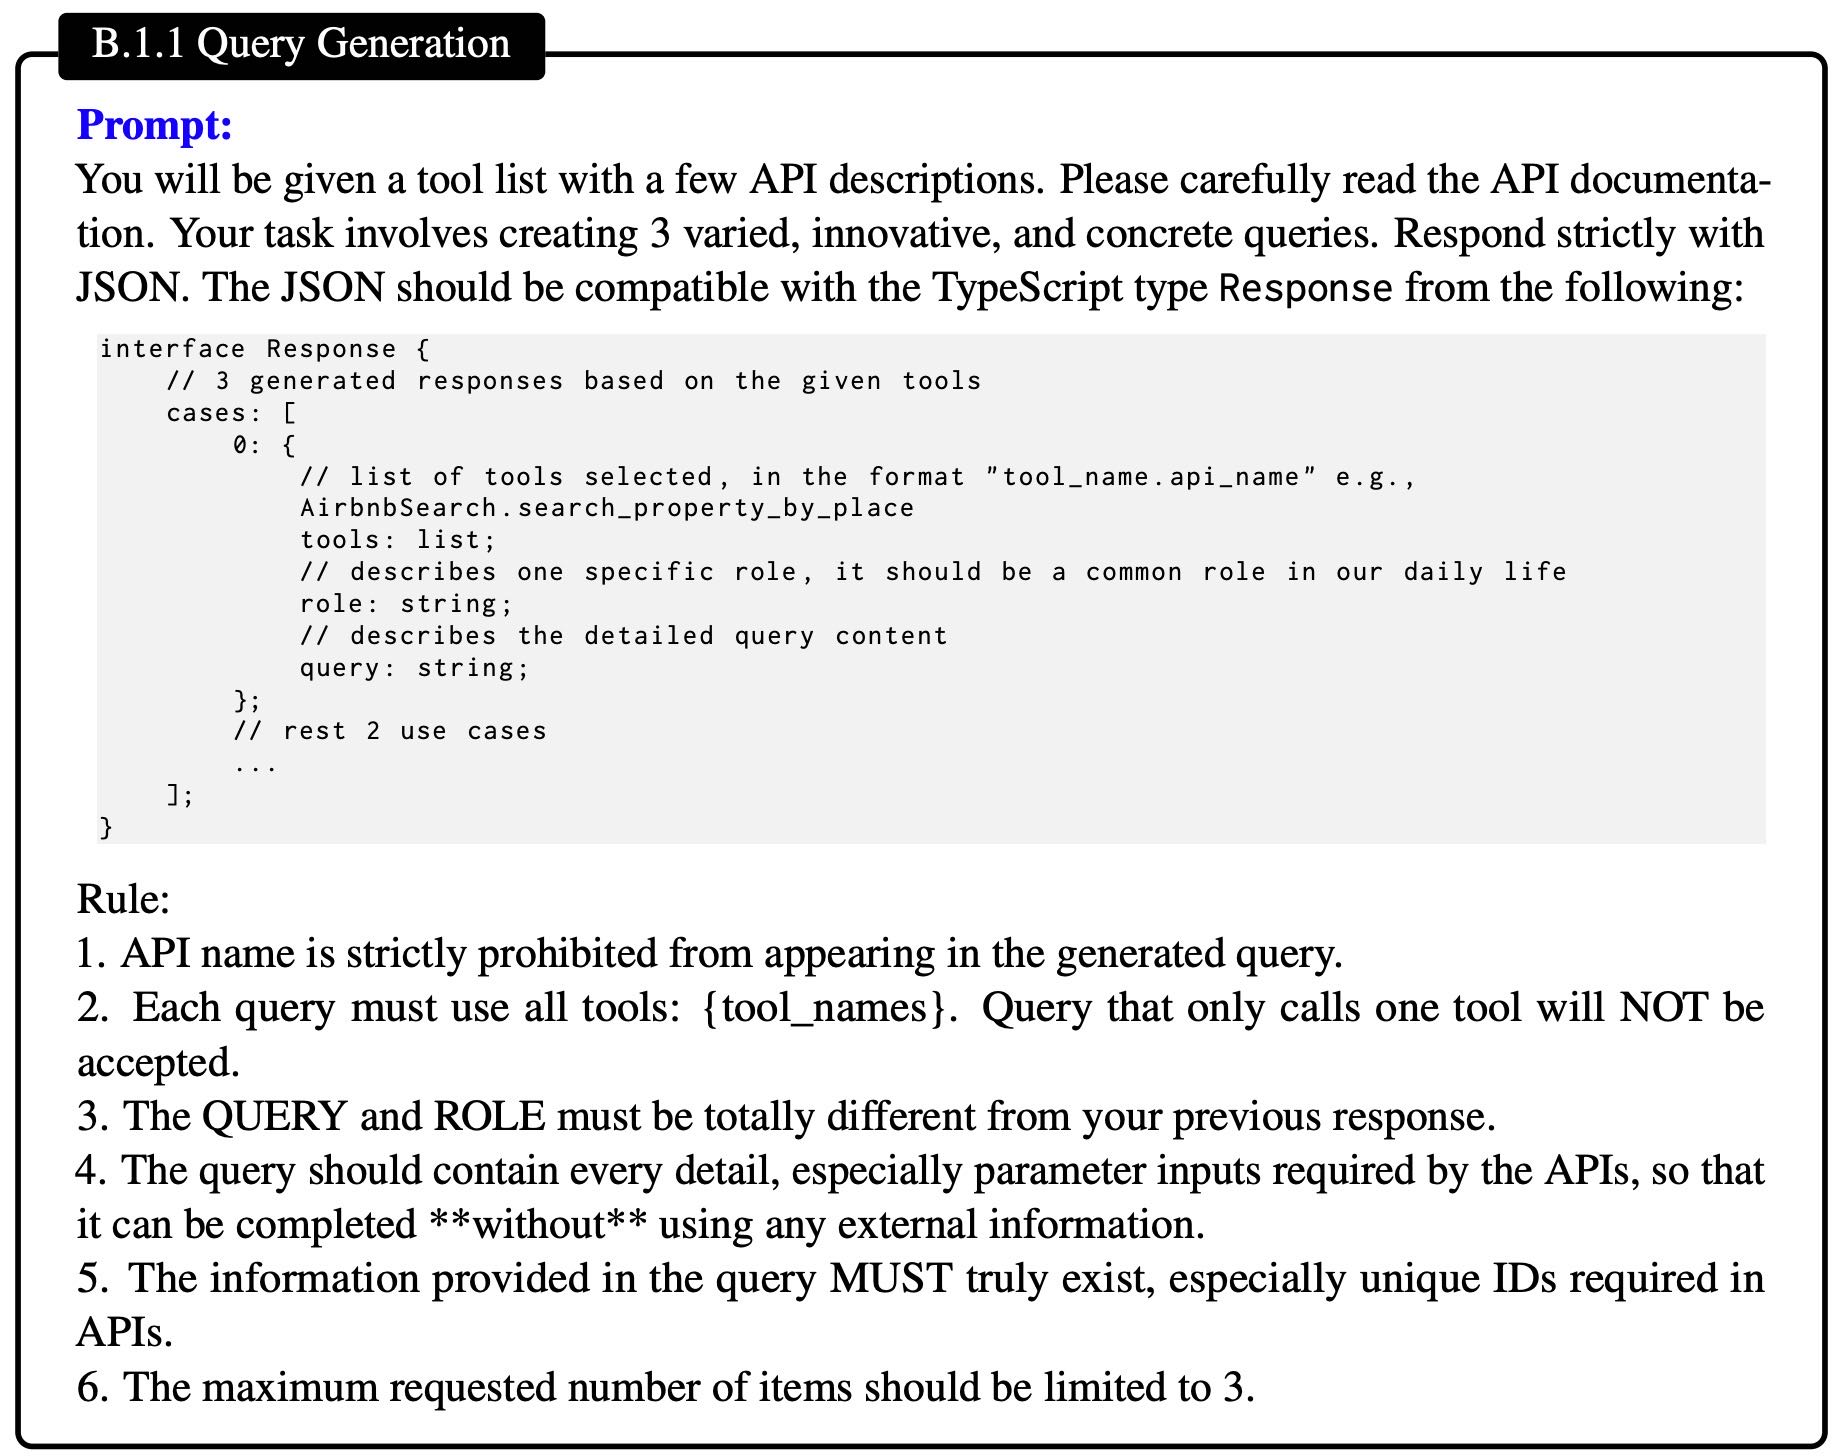 B.1.1 Query Generation
Prompt:
You will be given a tool list with a few API descriptions. Please carefully read the API documenta-
tion. Your task involves creating 3 varied, innovative, and concrete queries. Respond strictly with
JSON. The JSON should be compatible with the TypeScript type Response from the following:
interface Response {
    // 3 generated responses based on the given tools
    cases: [
        0: {
            // list of tools selected, in the format "tool_name.api_name" e.g.,
            AirbnbSearch.search_property_by_place
            tools: list;
            // describes one specific role, it should be a common role in our daily life
            role: string;
            // describes the detailed query content
            query: string;
        };
        // rest 2 use cases
        ...
    ];
}
Rule:
1. API name is strictly prohibited from appearing in the generated query.
2. Each query must use all tools: {tool_names}. Query that only calls one tool will NOT be
accepted.
3. The QUERY and ROLE must be totally different from your previous response.
4. The query should contain every detail, especially parameter inputs required by the APIs, so that
it can be completed **without** using any external information.
5. The information provided in the query MUST truly exist, especially unique IDs required in
APIs.
6. The maximum requested number of items should be limited to 3.